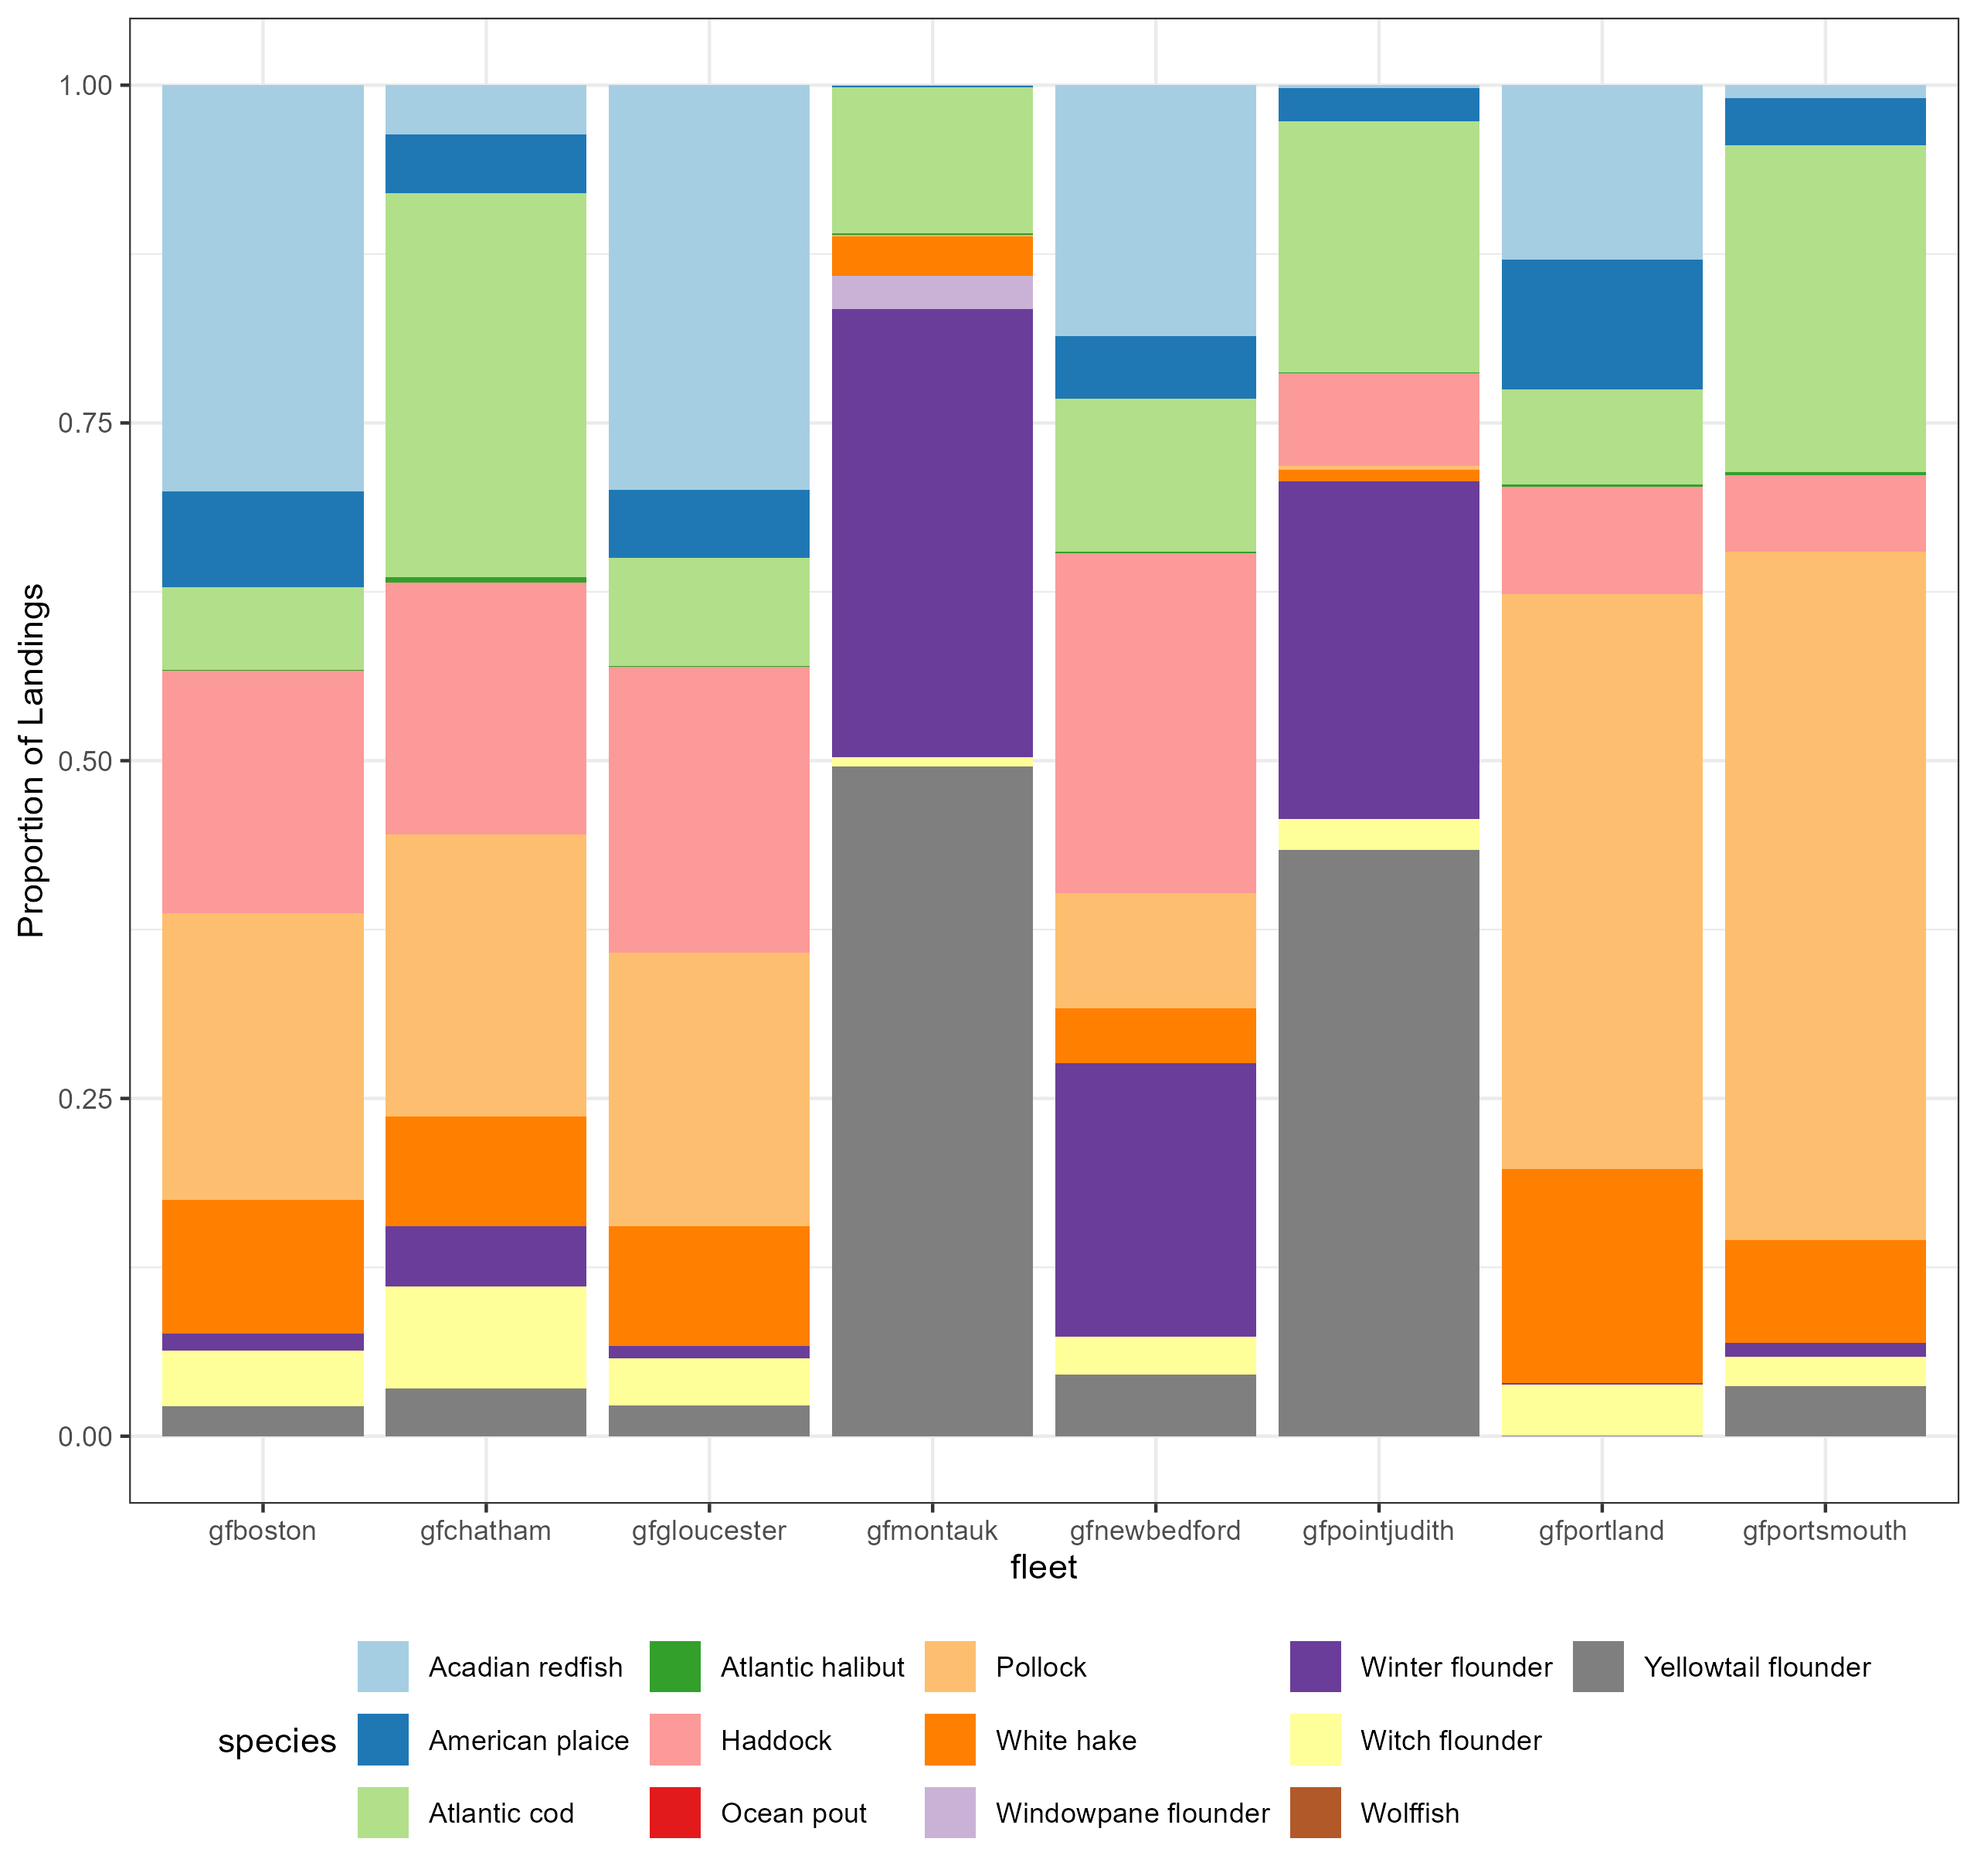 1.00
0.75
0.50
0.25
0.00
Proportion of Landings
gfboston gfchatham gfgloucester gfmontauk gfnewbedford gfpointjudith gfportland gfportsmouth
fleet
species
Acadian redfish Atlantic halibut Pollock Winter flounder Yellowtail flounder
American plaice Haddock White hake Witch flounder
Atlantic cod Ocean pout Windowpane flounder Wolffish